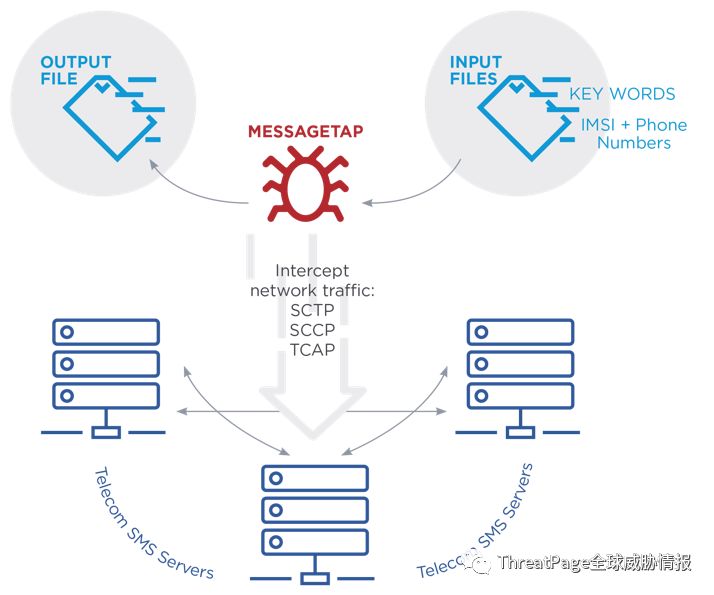 OUTPUT
FILE
INPUT
FILES
KEY WORDS
IMSI + Phone
Numbers
MESSAGETAP
Intercept
network traffic:
SCTP
SCCP
TCAP
Telecom SMS Servers
Telecom SMS Servers
ThreatPage全球威胁情报